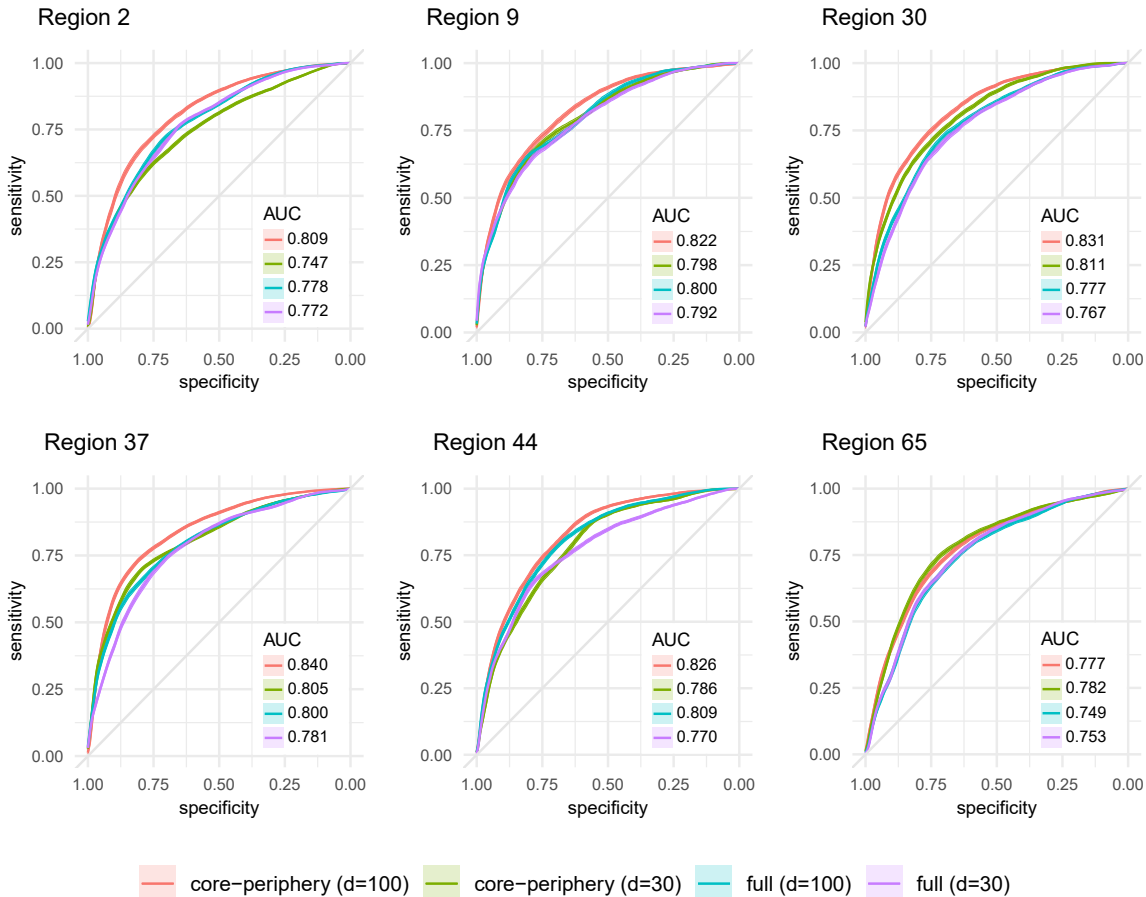 Region 2
1.00
0.75
0.50
0.25
0.00
sensitivity
AUC
0.809
0.747
0.778
0.772
1.00 0.75 0.50 0.25 0.00
specificity
Region 9
1.00
0.75
0.50
0.25
0.00
sensitivity
AUC
0.822
0.798
0.800
0.792
1.00 0.75 0.50 0.25 0.00
specificity
Region 30
1.00
0.75
0.50
0.25
0.00
sensitivity
AUC
0.831
0.811
0.777
0.767
1.00 0.75 0.50 0.25 0.00
specificity
Region 37
1.00
0.75
0.50
0.25
0.00
sensitivity
AUC
0.840
0.805
0.800
0.781
1.00 0.75 0.50 0.25 0.00
specificity
Region 44
1.00
0.75
0.50
0.25
0.00
sensitivity
AUC
0.826
0.786
0.809
0.770
1.00 0.75 0.50 0.25 0.00
specificity
Region 65
1.00
0.75
0.50
0.25
0.00
sensitivity
AUC
0.777
0.782
0.749
0.753
1.00 0.75 0.50 0.25 0.00
specificity
core−periphery (d=100) core−periphery (d=30) full (d=100) full (d=30)